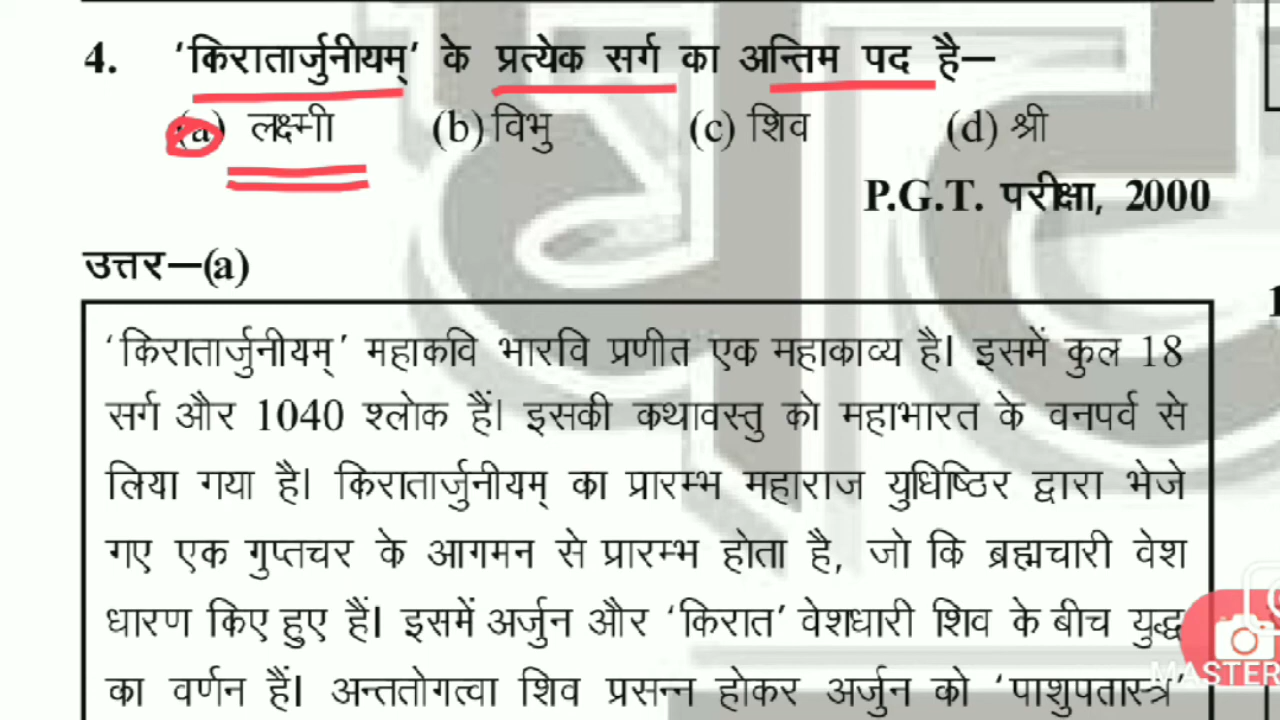 4. 'किरातार्जुनीयम्' के प्रत्येक सर्ग का अन्तिम पद है–
(a) लक्ष्मी (b) विभु (c) शिव (d) श्री
P.G.T. परीक्षा, 2000
उत्तर–(a)
'किरातार्जुनीयम्' महाकवि भारवि प्रणीत एक महाकाव्य है। इसमें कुल 18
सर्ग और 1040 श्लोक हैं। इसकी कथावस्तु को महाभारत के वनपर्व से
लिया गया है। किरातार्जुनीयम् का प्रारम्भ महाराज युधिष्ठिर द्वारा भेजे
गए एक गुप्तचर के आगमन से प्रारम्भ होता है, जो कि ब्रह्मचारी वेश
धारण किए हुए हैं। इसमें अर्जुन और 'किरात' वेशधारी शिव के बीच युद्ध
का वर्णन हैं। अन्ततोगत्वा शिव प्रसन्न होकर अर्जुन को 'पाशुपतास्त्र'
MASTER